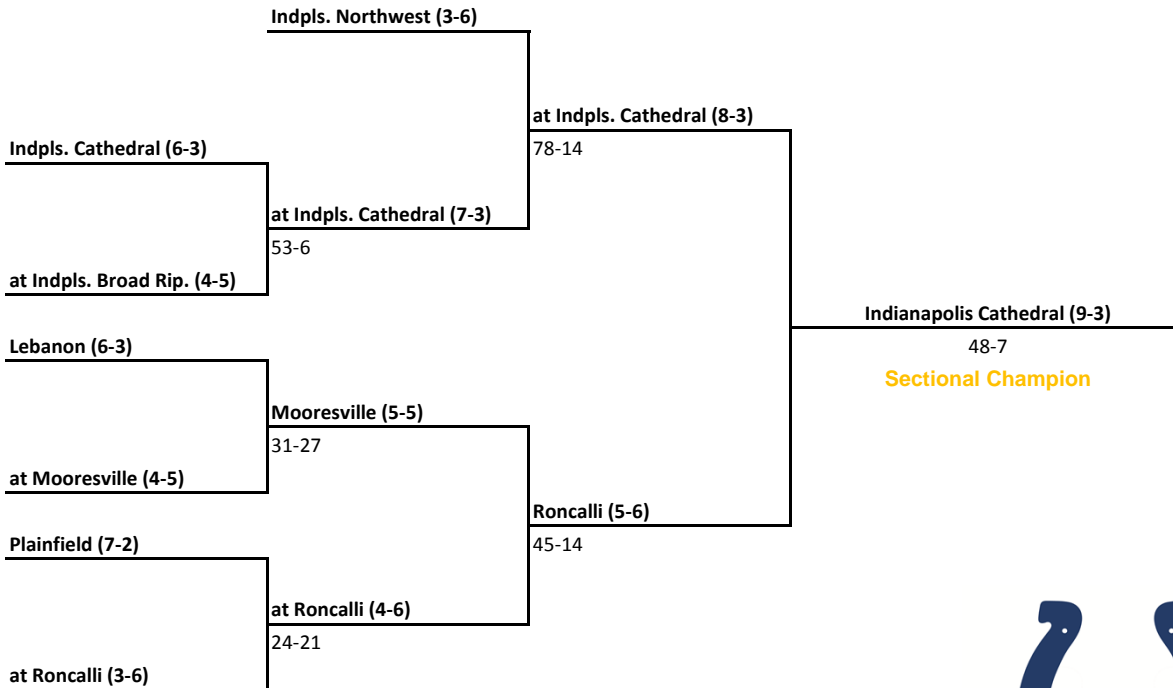 Indpls. Northwest (3-6)
at Indpls. Cathedral (8-3)
Indpls. Cathedral (6-3)
78-14
at Indpls. Cathedral (7-3)
53-6
at Indpls. Broad Rip. (4-5)
Indianapolis Cathedral (9-3)
Lebanon (6-3)
48-7
Sectional Champion
Mooresville (5-5)
31-27
at Mooresville (4-5)
Roncalli (5-6)
Plainfield (7-2)
45-14
at Roncalli (4-6)
24-21
at Roncalli (3-6)